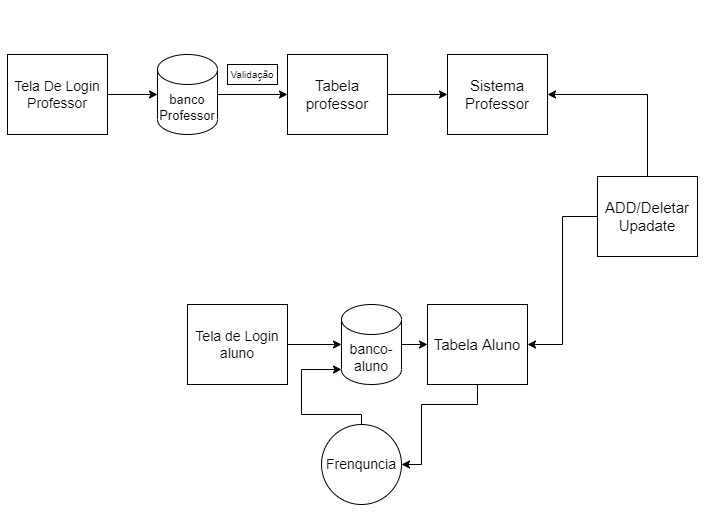 Tela De Login
Professor
banco
Professor
Validação
Tabela
professor
Sistema
Professor
ADD/Deletar
Upadate
Tela de Login
aluno
banco-
aluno
Tabela Aluno
Frenquncia